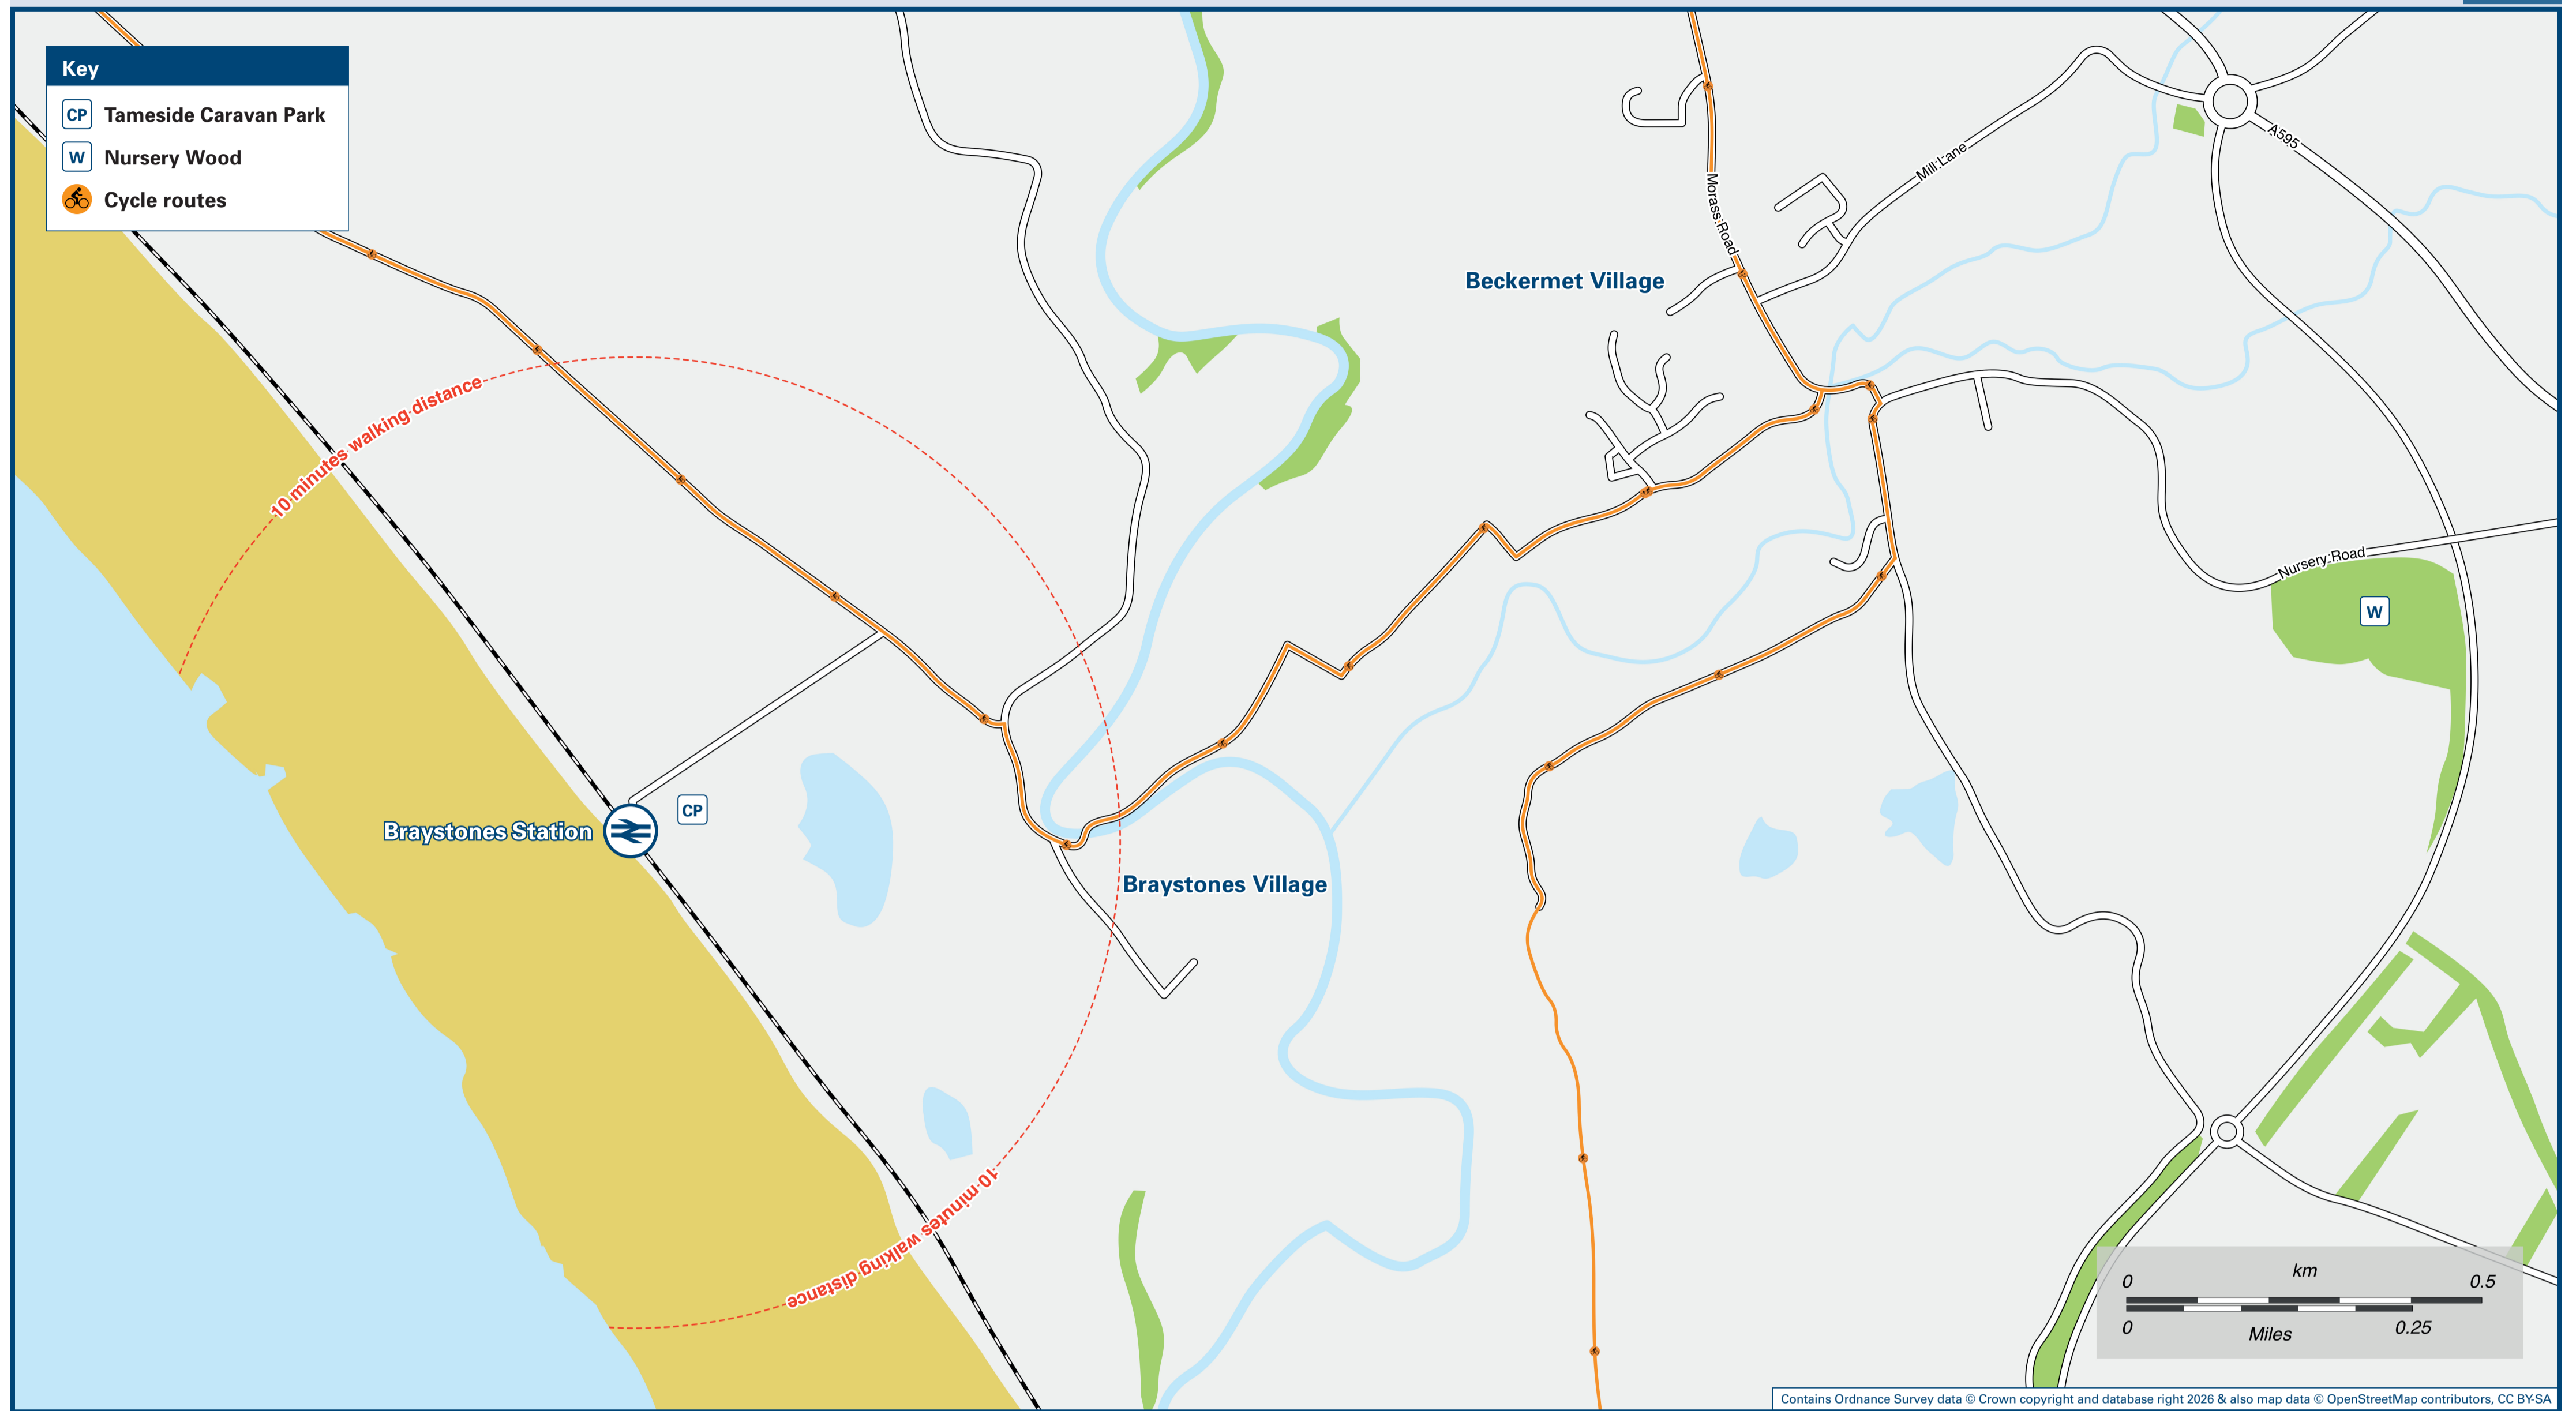 Key
CP Tameside Caravan Park
W Nursery Wood
Cycle routes
A595
Mill Lane
Morass Road
Beckermet Village
10 minutes walking distance
Nursery Road
W
CP
Braystones Station
Braystones Village
10 minutes walking distance
km
0 0.5
0 0.25
Miles
Contains Ordnance Survey data © Crown copyright and database right 2026 & also map data © OpenStreetMap contributors, CC BY-SA